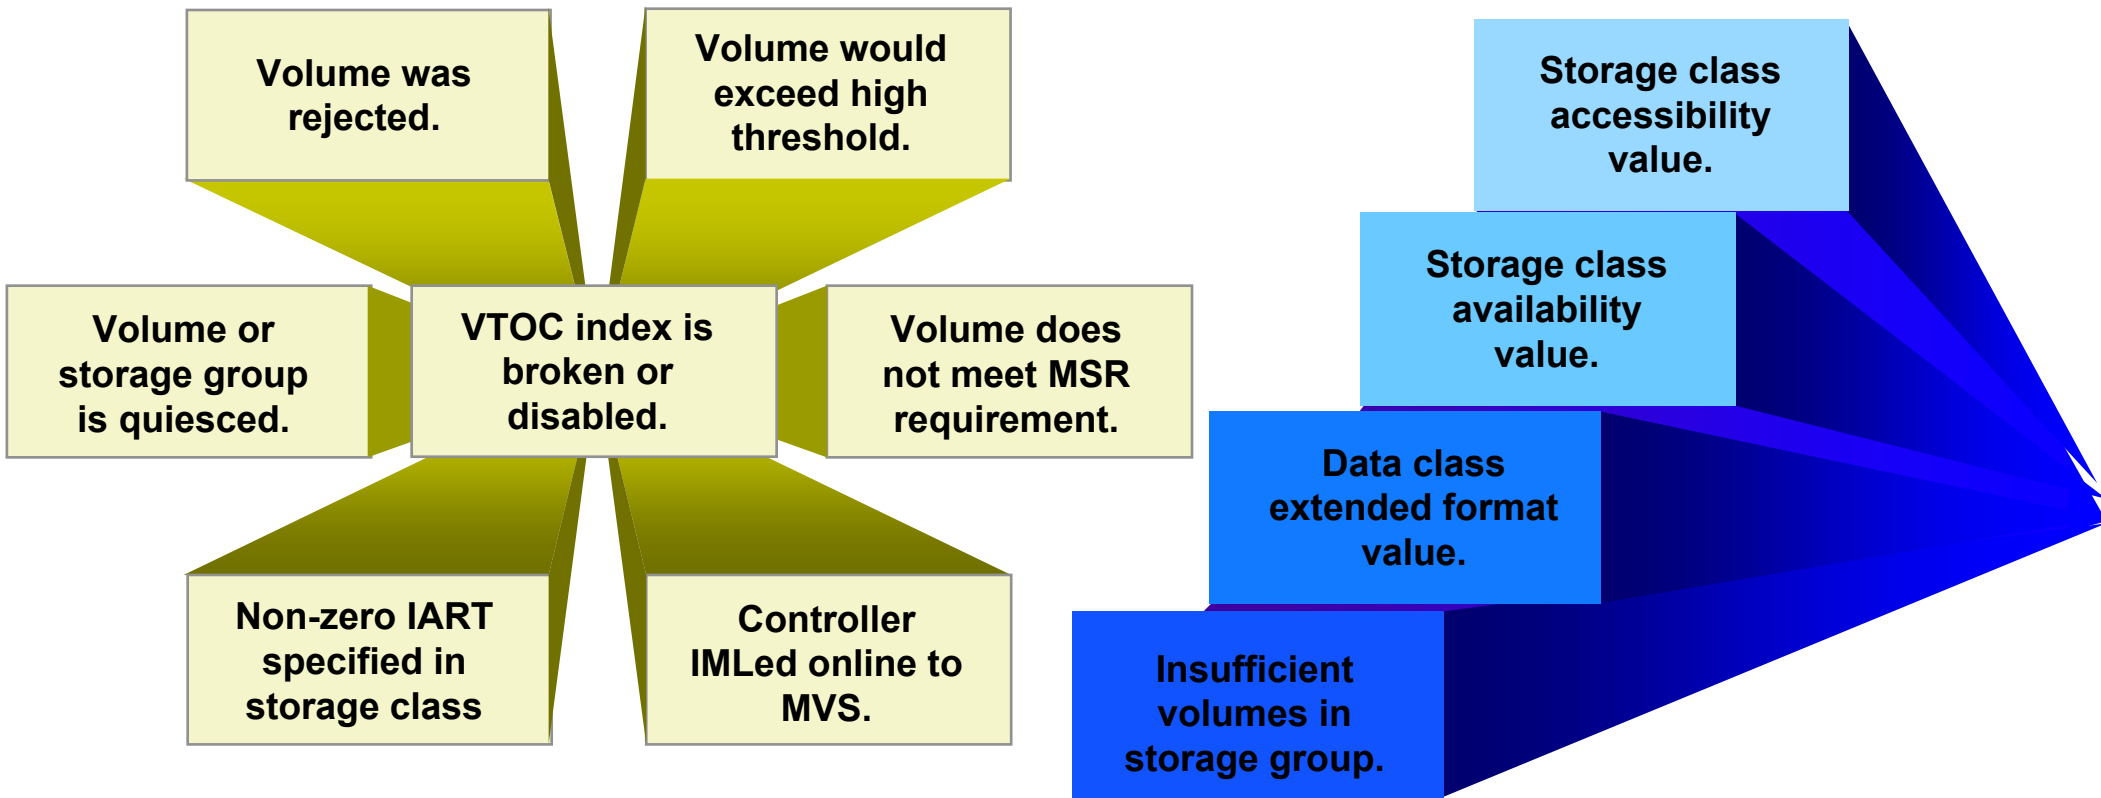 Volume was
rejected.
Volume would
exceed high
threshold.
Volume or
storage group
is quiesced.
VTOC index is
broken or
disabled.
Volume does
not meet MSR
requirement.
Non-zero IART
specified in
storage class
Controller
IMLed online to
MVS.
Storage class
accessibility
value.
Storage class
availability
value.
Data class
extended format
value.
Insufficient
volumes in
storage group.